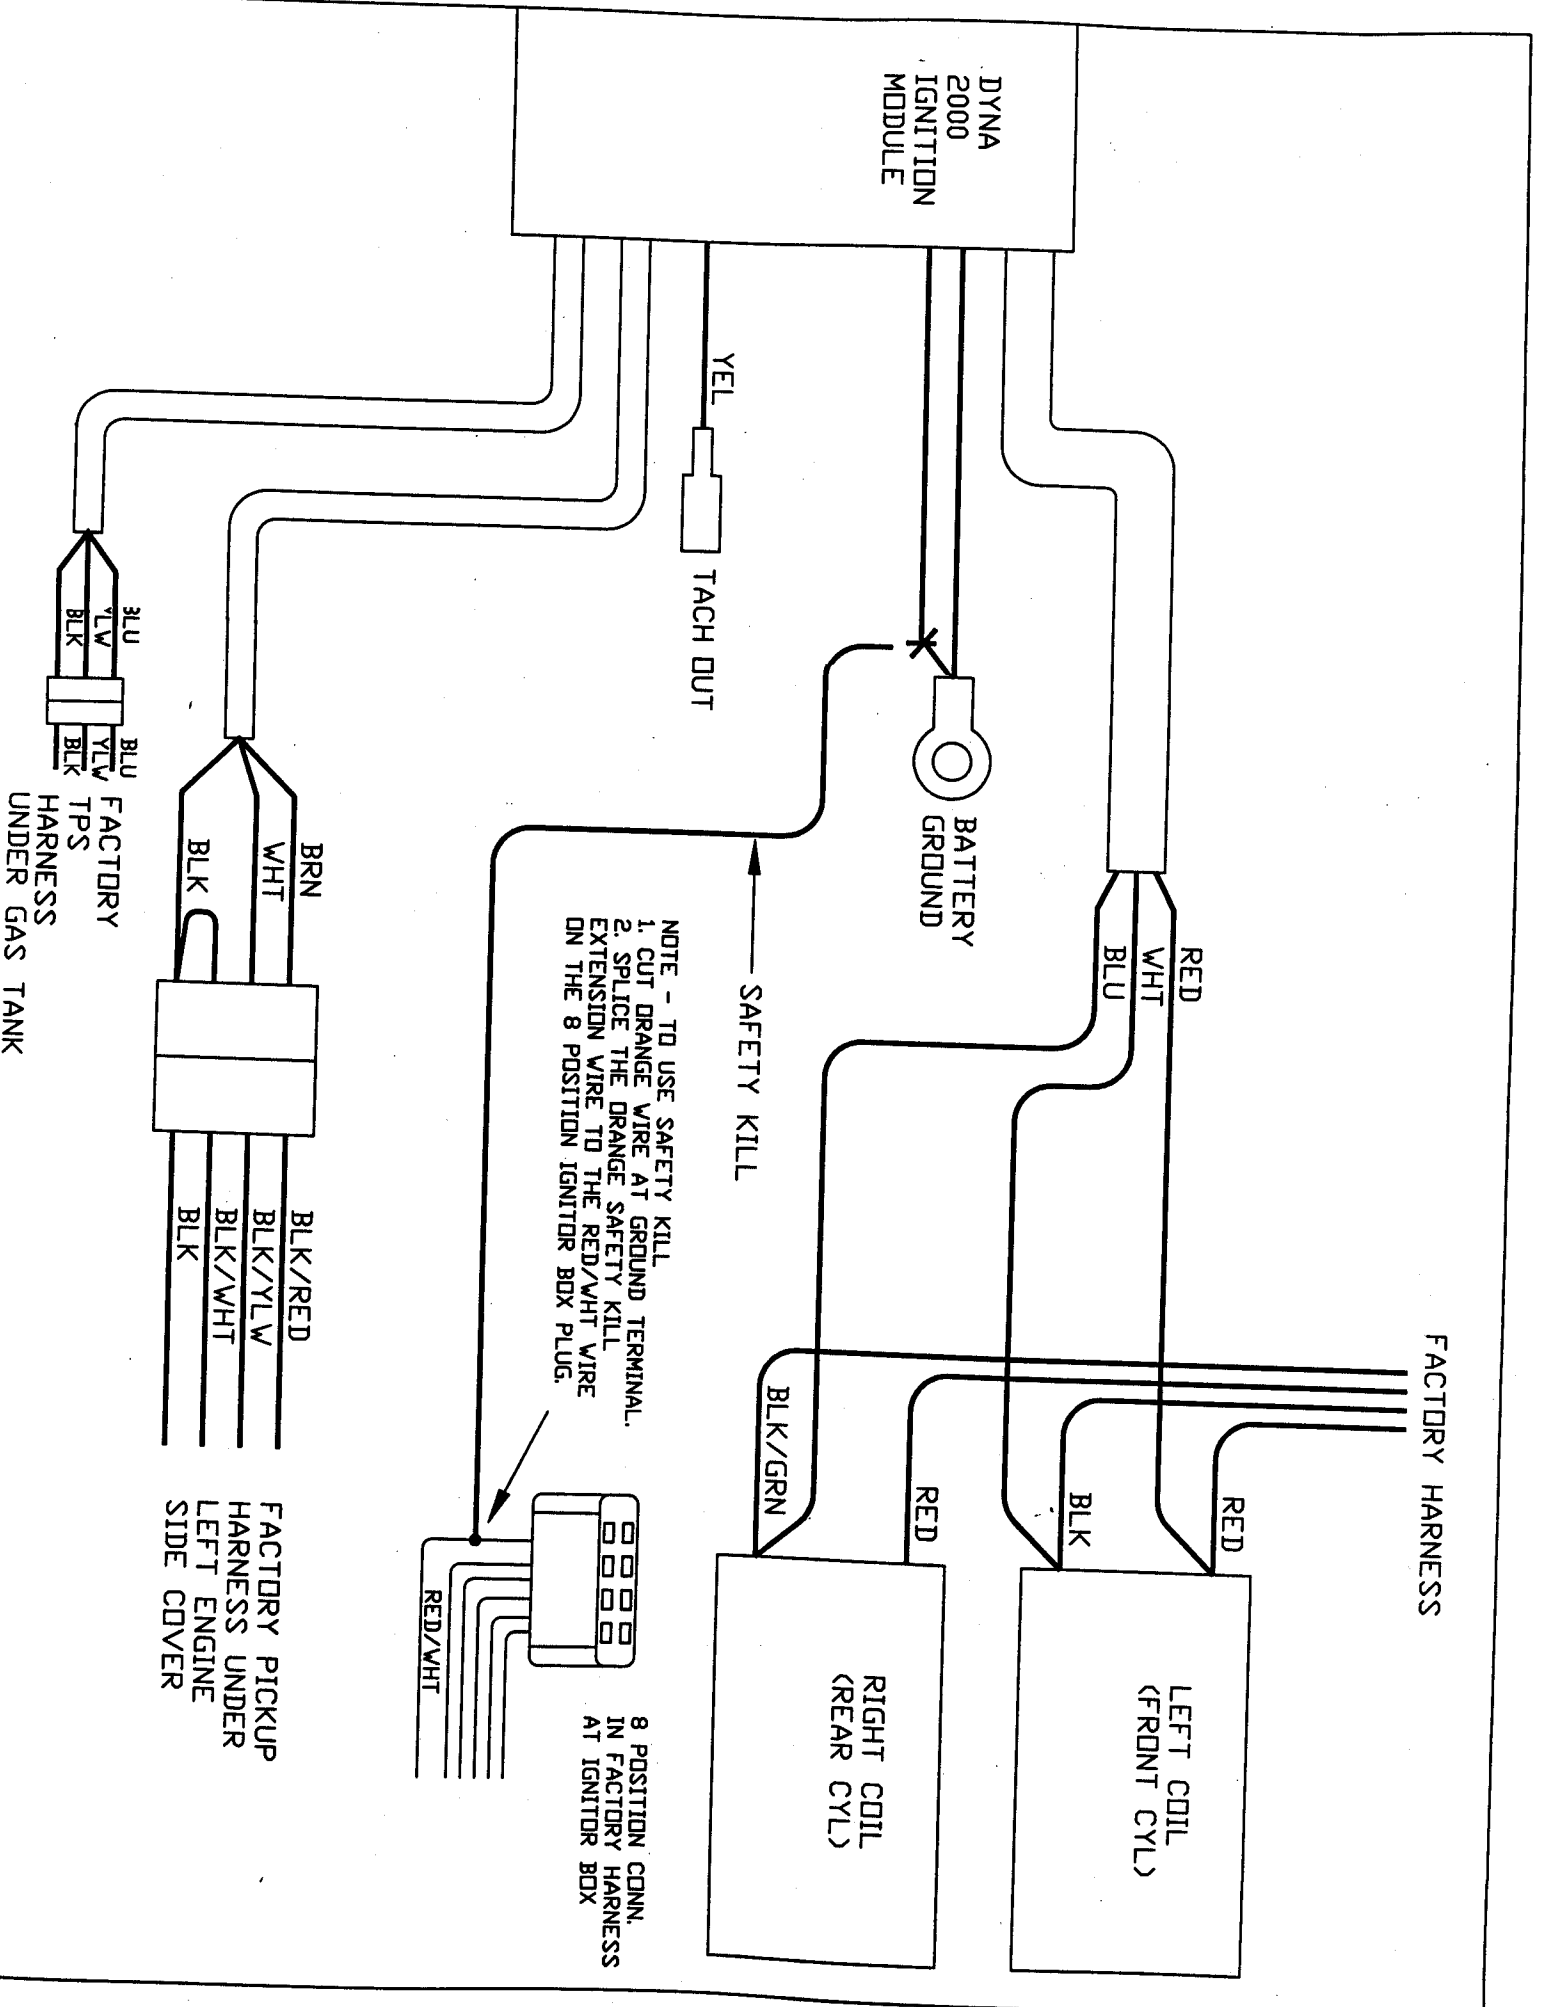 DYNA
2000
IGNITION
MODULE
FACTORY HARNESS
RED
WHT
BLU
RED
BLK
RED
BLK/GRN
LEFT COIL
(FRONT CYL)
RIGHT COIL
(REAR CYL)
BATTERY
GROUND
YEL
TACH OUT
SAFETY KILL
NOTE - TO USE SAFETY KILL
1. CUT ORANGE WIRE AT GROUND TERMINAL.
2. SPLICE THE ORANGE SAFETY KILL
EXTENSION WIRE TO THE RED/WHT WIRE
ON THE 8 POSITION IGNITOR BOX PLUG.
8 POSITION CONN.
IN FACTORY HARNESS
AT IGNITOR BOX
RED/WHT
BRN
WHT
BLK
BLK/RED
BLK/YLW
BLK/WHT
BLK
FACTORY PICKUP
HARNESS UNDER
LEFT ENGINE
SIDE COVER
BLU
YLW
BLK
BLU
YLW
BLK
FACTORY
TPS
HARNESS
UNDER GAS TANK